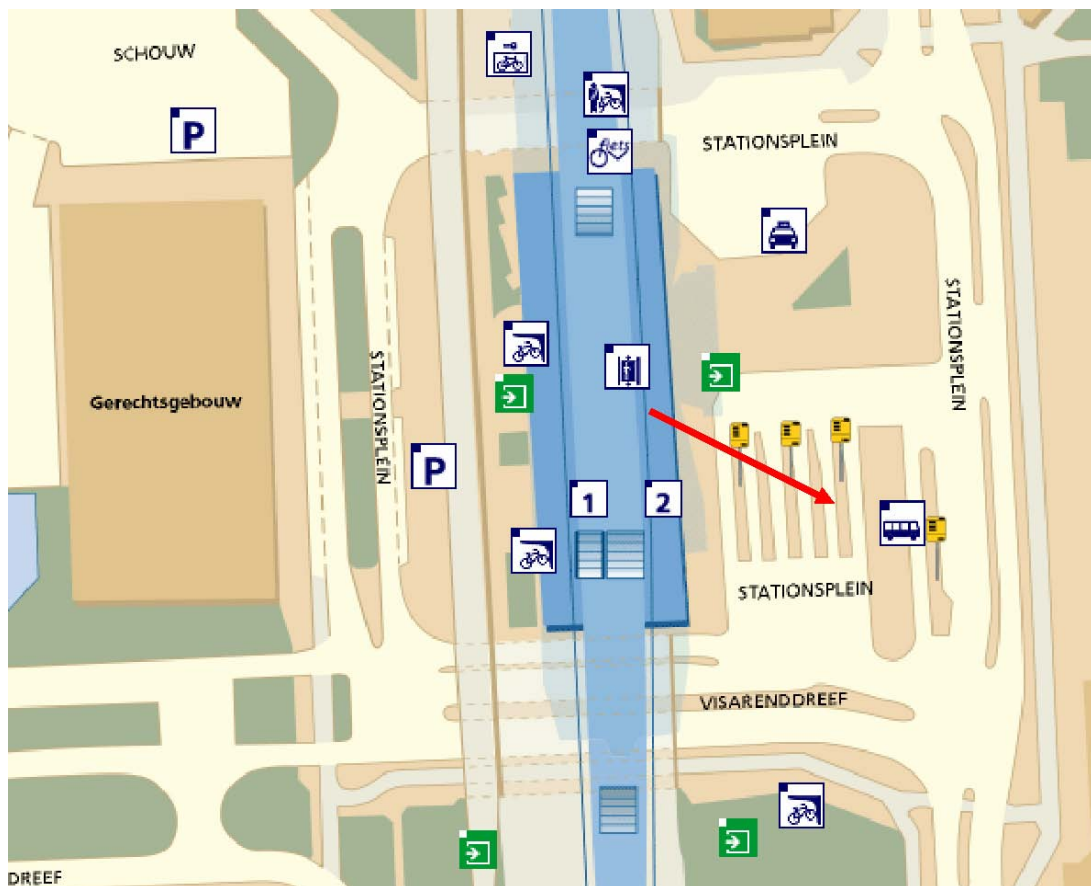 SCHOUW
P
fiets
STATIONSPLEIN
STATIONSPLEIN
STATIONSPLEIN
Gerechtsgebouw
P
1
2
STATIONSPLEIN
VISARENDDREEF
DREEF